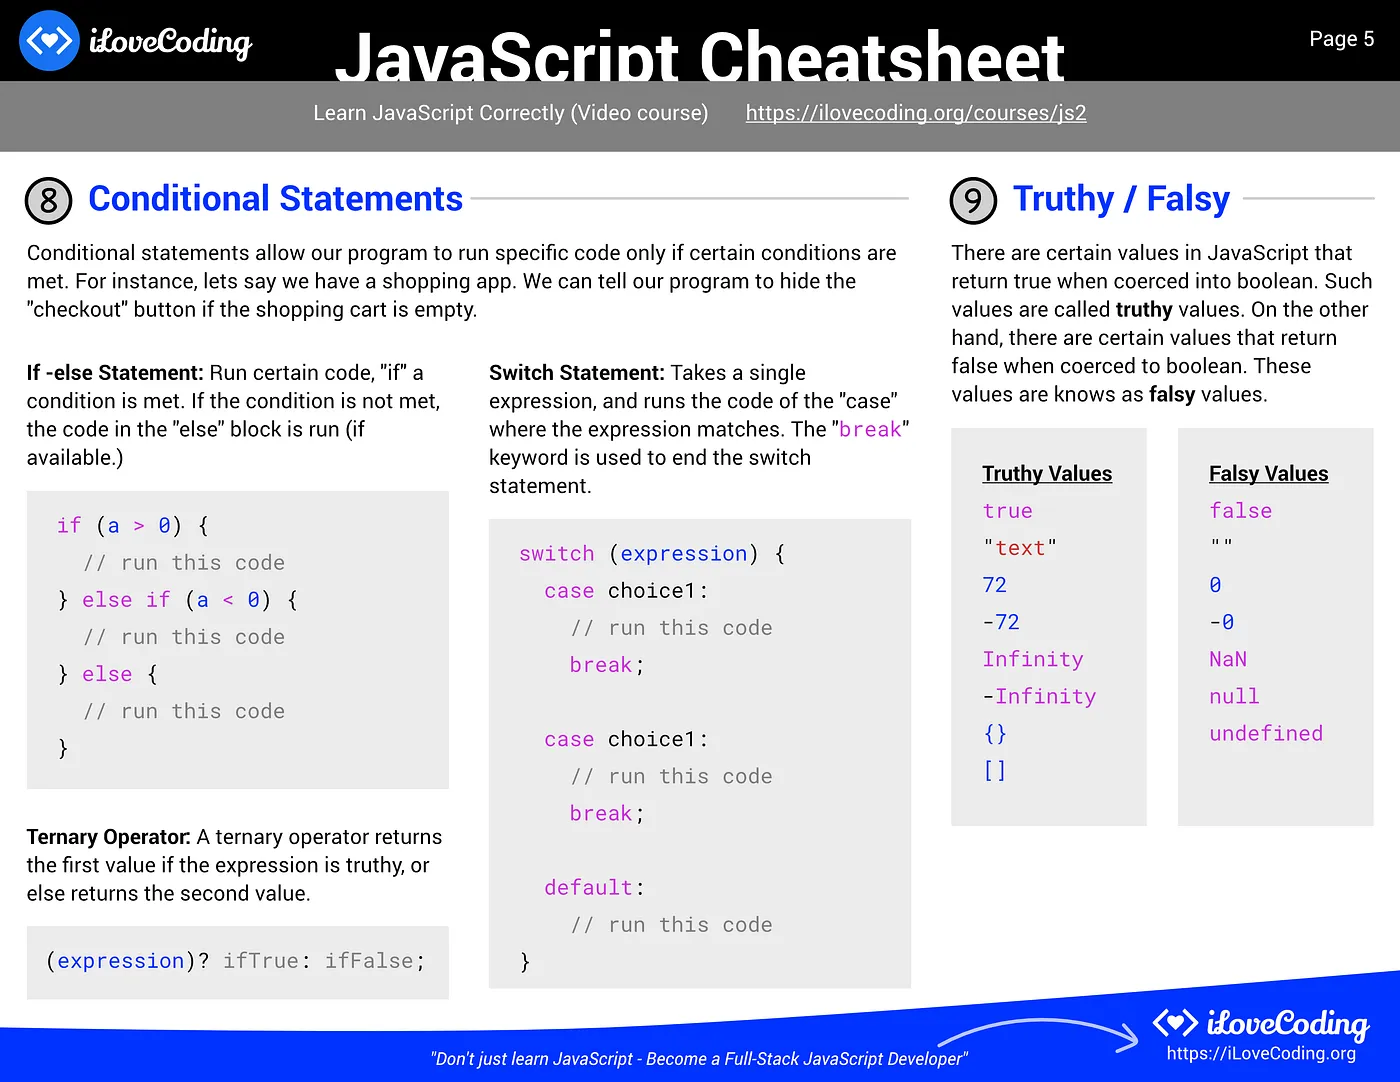 iLoveCoding
JavaScript Cheatsheet
Page 5
Learn JavaScript Correctly (Video course) https://ilovecoding.org/courses/js2
8 Conditional Statements
Conditional statements allow our program to run specific code only if certain conditions are
met. For instance, lets say we have a shopping app. We can tell our program to hide the
"checkout" button if the shopping cart is empty.
If -else Statement: Run certain code, "if" a
condition is met. If the condition is not met,
the code in the "else" block is run (if
available.)
if (a > 0) {
// run this code
} else if (a < 0) {
// run this code
} else {
// run this code
}
Ternary Operator: A ternary operator returns
the first value if the expression is truthy, or
else returns the second value.
(expression)? ifTrue: ifFalse;
Switch Statement: Takes a single
expression, and runs the code of the "case"
where the expression matches. The "break"
keyword is used to end the switch
statement.
switch (expression) {
case choice1:
// run this code
break;
case choice1:
// run this code
break;
default:
// run this code
}
9 Truthy / Falsy
There are certain values in JavaScript that
return true when coerced into boolean. Such
values are called truthy values. On the other
hand, there are certain values that return
false when coerced to boolean. These
values are knows as falsy values.
Truthy Values
true
"text"
72
-72
Infinity
-Infinity
{}
[]
Falsy Values
false
""
0
-0
NaN
null
undefined
"Don't just learn JavaScript - Become a Full-Stack JavaScript Developer"
iLoveCoding
https://iLoveCoding.org